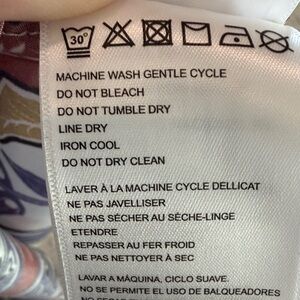 30°
MACHINE WASH GENTLE CYCLE
DO NOT BLEACH
DO NOT TUMBLE DRY
LINE DRY
IRON COOL
DO NOT DRY CLEAN
LAVER À LA MACHINE CYCLE DELLICAT
NE PAS JAVELLISER
NE PAS SÉCHER AU SÈCHE-LINGE
ETENDRE
REPASSER AU FER FROID
NE PAS NETTOYER À SEC
LAVAR A MÁQUINA, CICLO SUAVE.
NO SE PERMITE EL USO DE BALQUEADORES